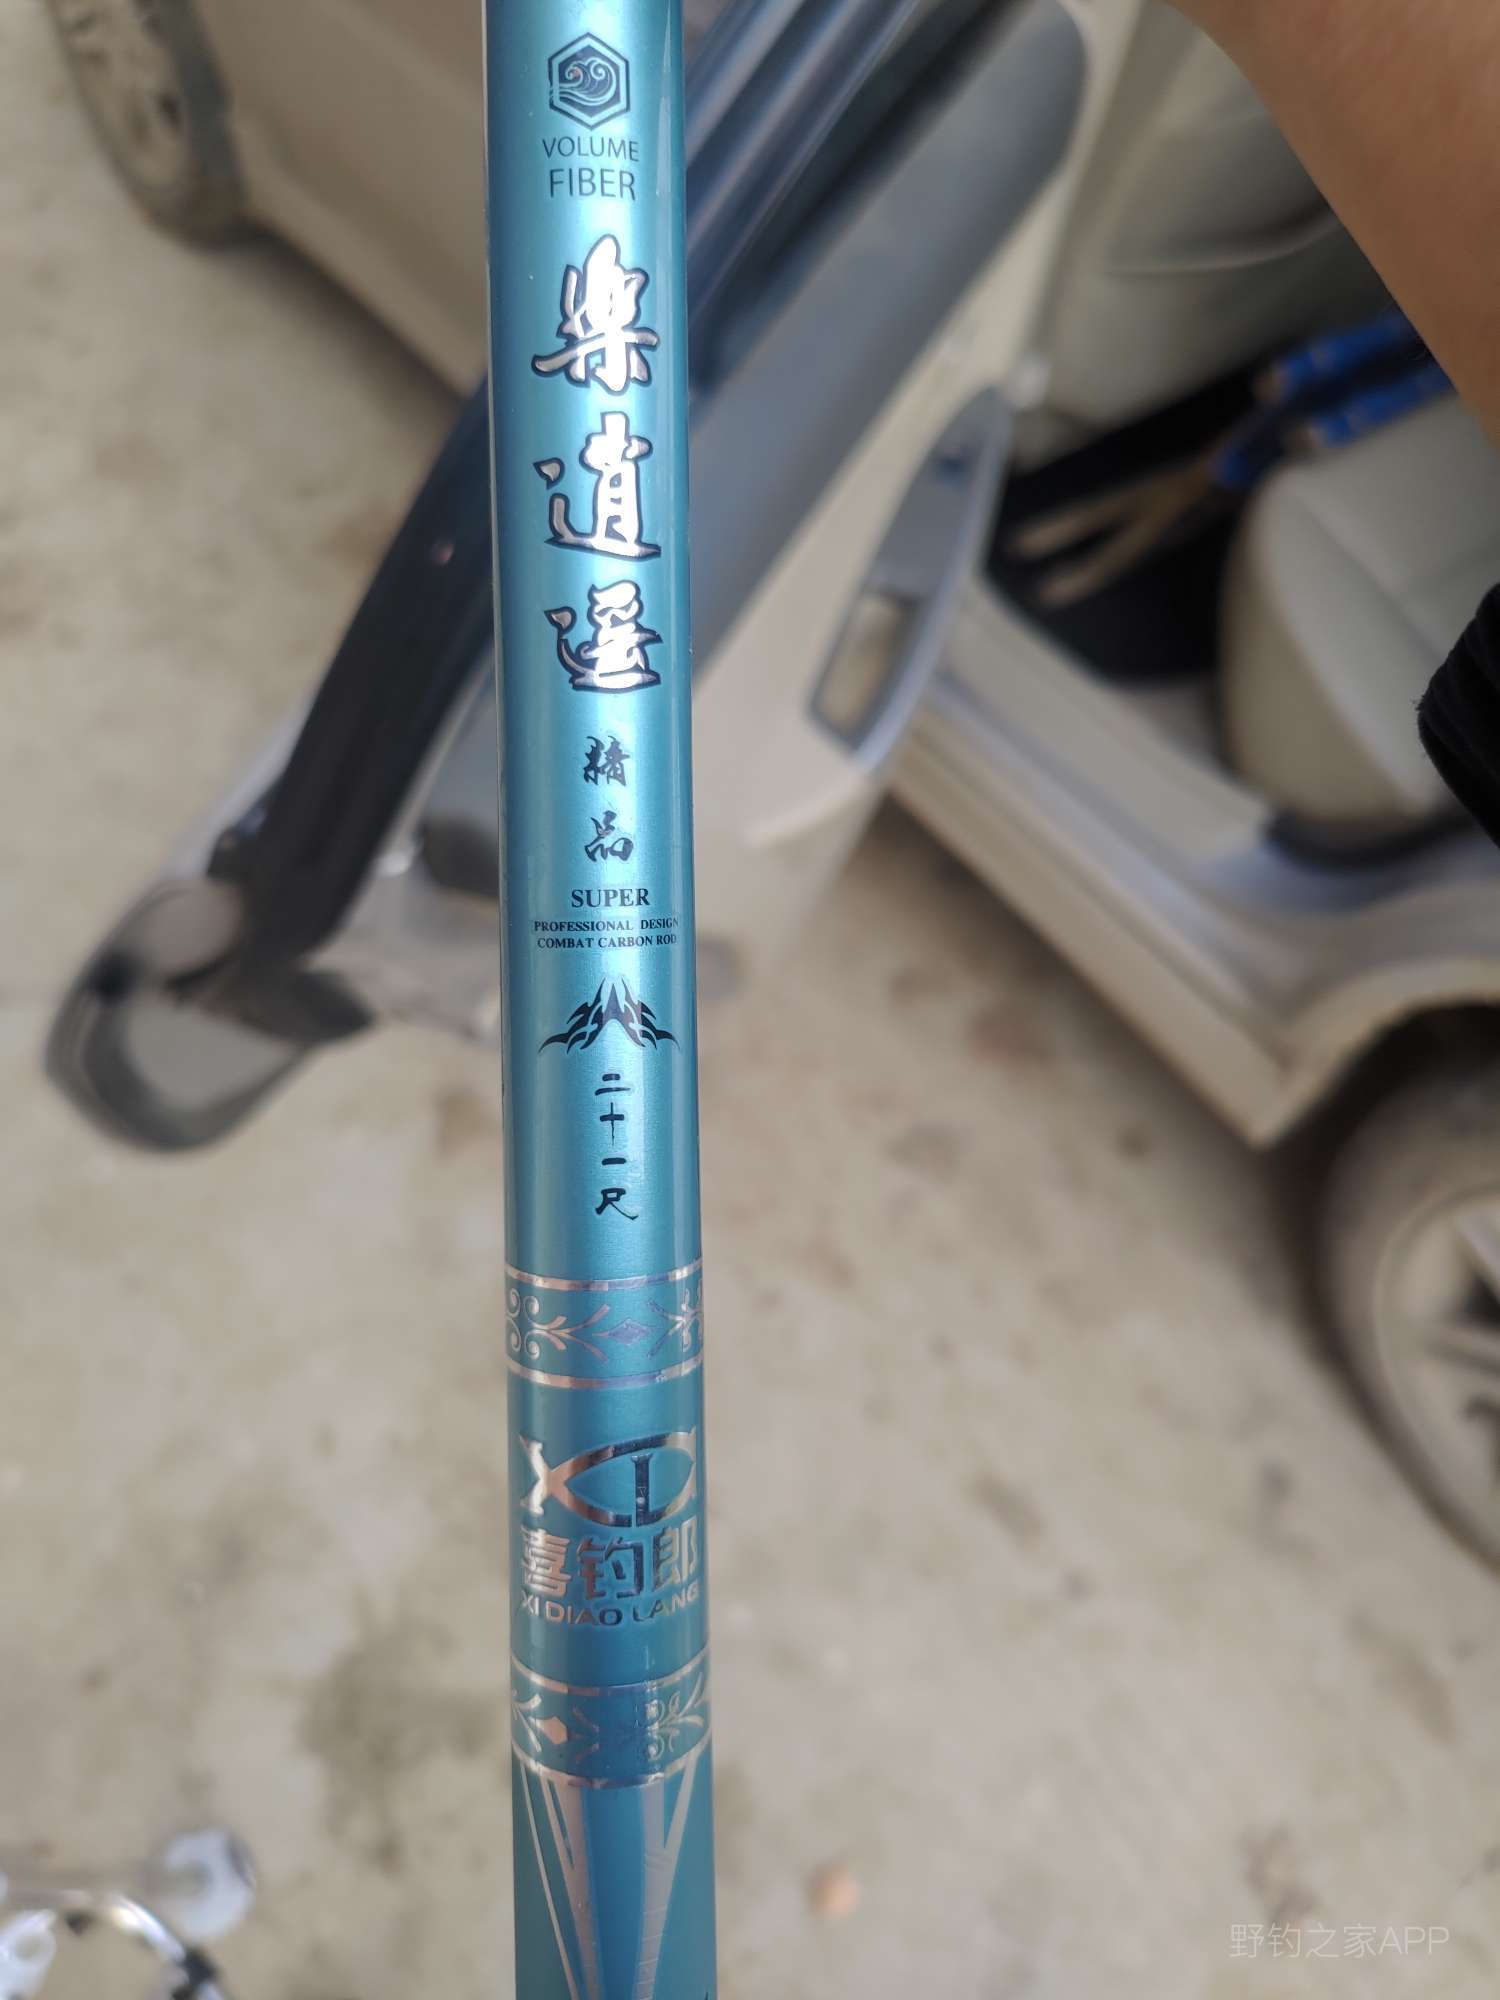 VOLUME
FIBER
樂逍遥
精品
SUPER
PROFESSIONAL DESIGN
COMBAT CARBON ROD
二十一尺
喜钓郎
XI DIAO LANG
野钓之家APP